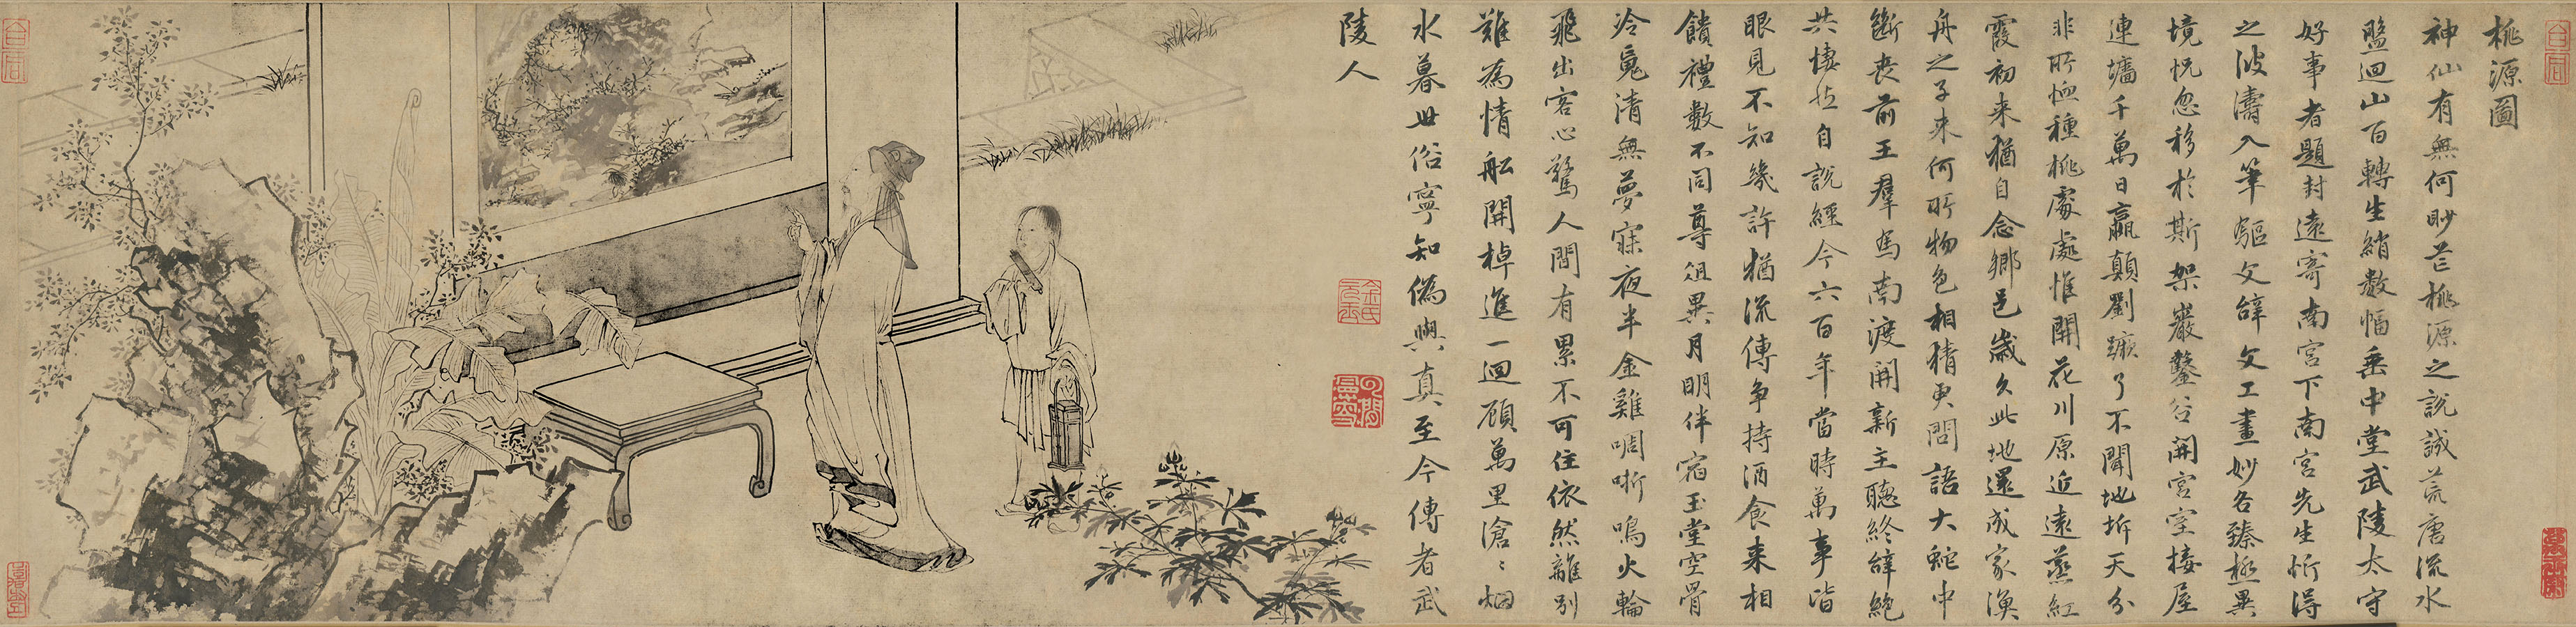 桃源圖
神仙有無何眇芒桃源之說誠荒唐流水
盤迴山百轉生綃數幅垂中堂武陵太守
好事者題封遠寄南宮下南宮先生忻得
之波濤入筆驅文辭文工畫妙各臻極異
境怳忽移於斯架巖鑿谷開宮室接屋
連墻千萬日嬴顛劉蹶了不聞地坼天分
非所恤種桃處處惟開花川原近遠蒸紅
霞初来猶自念鄉邑歲久此地還成家漁
舟之子来何所物色相猜更問語大蛇中
斷丧前王羣馬南渡開新主聽終辭絶
共悽然自說經今六百年當時萬事皆
眼見不知幾許猶流傳爭持酒食来相
饋禮數不同尊俎異月明伴宿玉堂空骨
冷䰟清無夢寐夜半金雞啁哳鳴火輪
飛出客心驚人間有累不可住依然離別
難為情船開棹進一迴顧萬里滄〻烟
水暮世俗寧知偽與真至今傳者武
陵人
金氏元玉